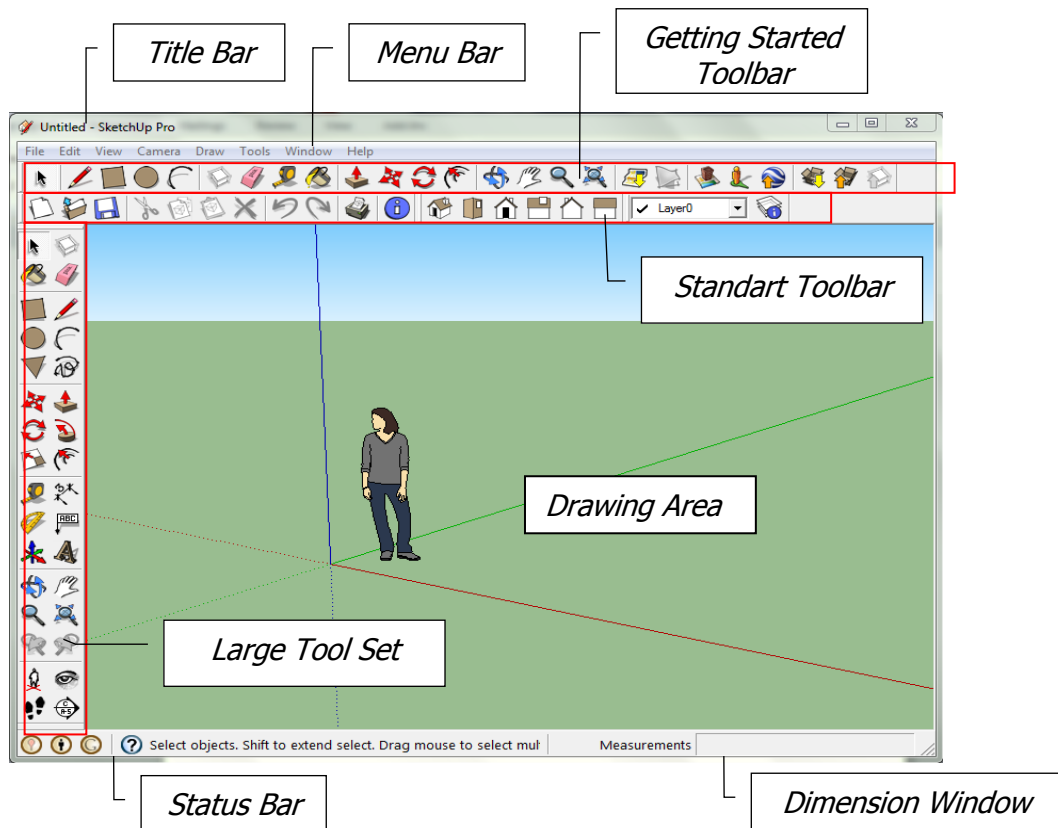 Title Bar
Menu Bar
Getting Started
Toolbar
Untitled - SketchUp Pro
File Edit View Camera Draw Tools Window Help
Layer0
Standart Toolbar
ABC
Drawing Area
Large Tool Set
Select objects. Shift to extend select. Drag mouse to select mul
Measurements
Status Bar
Dimension Window